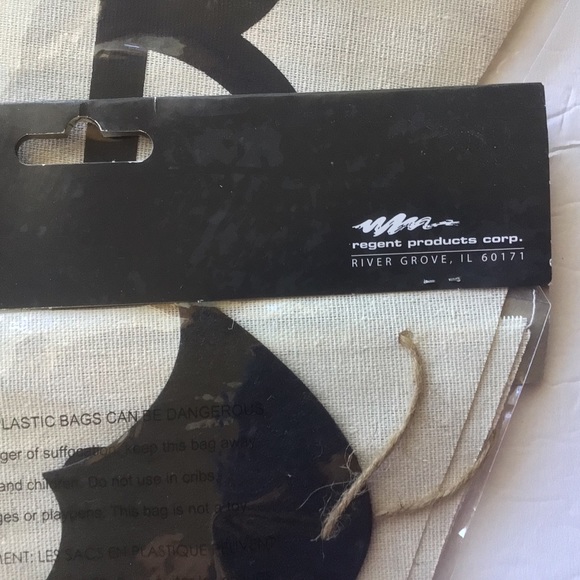 regent products corp.
RIVER GROVE, IL 60171
PLASTIC BAGS CAN BE DANGEROUS
ger of suffocation, keep this bag away
and children. Do not use in cribs,
ges or playpens. This bag is not a toy.
MENT: LES SACS EN PLASTIQUE